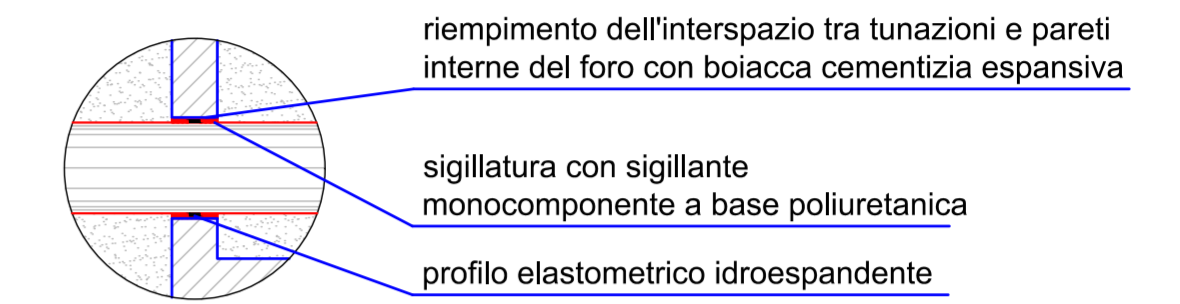 riempimento dell'interspazio tra tunazioni e pareti
interne del foro con boiacca cementizia espansiva
sigillatura con sigillante
monocomponente a base poliuretanica
profilo elastometrico idroespandente